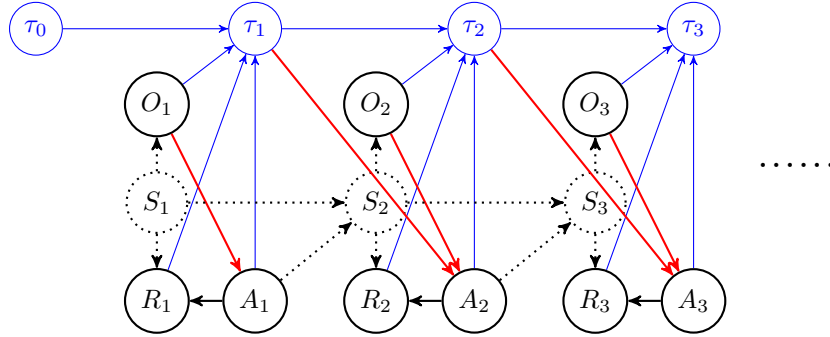 τ₀ τ₁ τ₂ τ₃
O₁ O₂ O₃
......
S₁ S₂ S₃
R₁ A₁ R₂ A₂ R₃ A₃